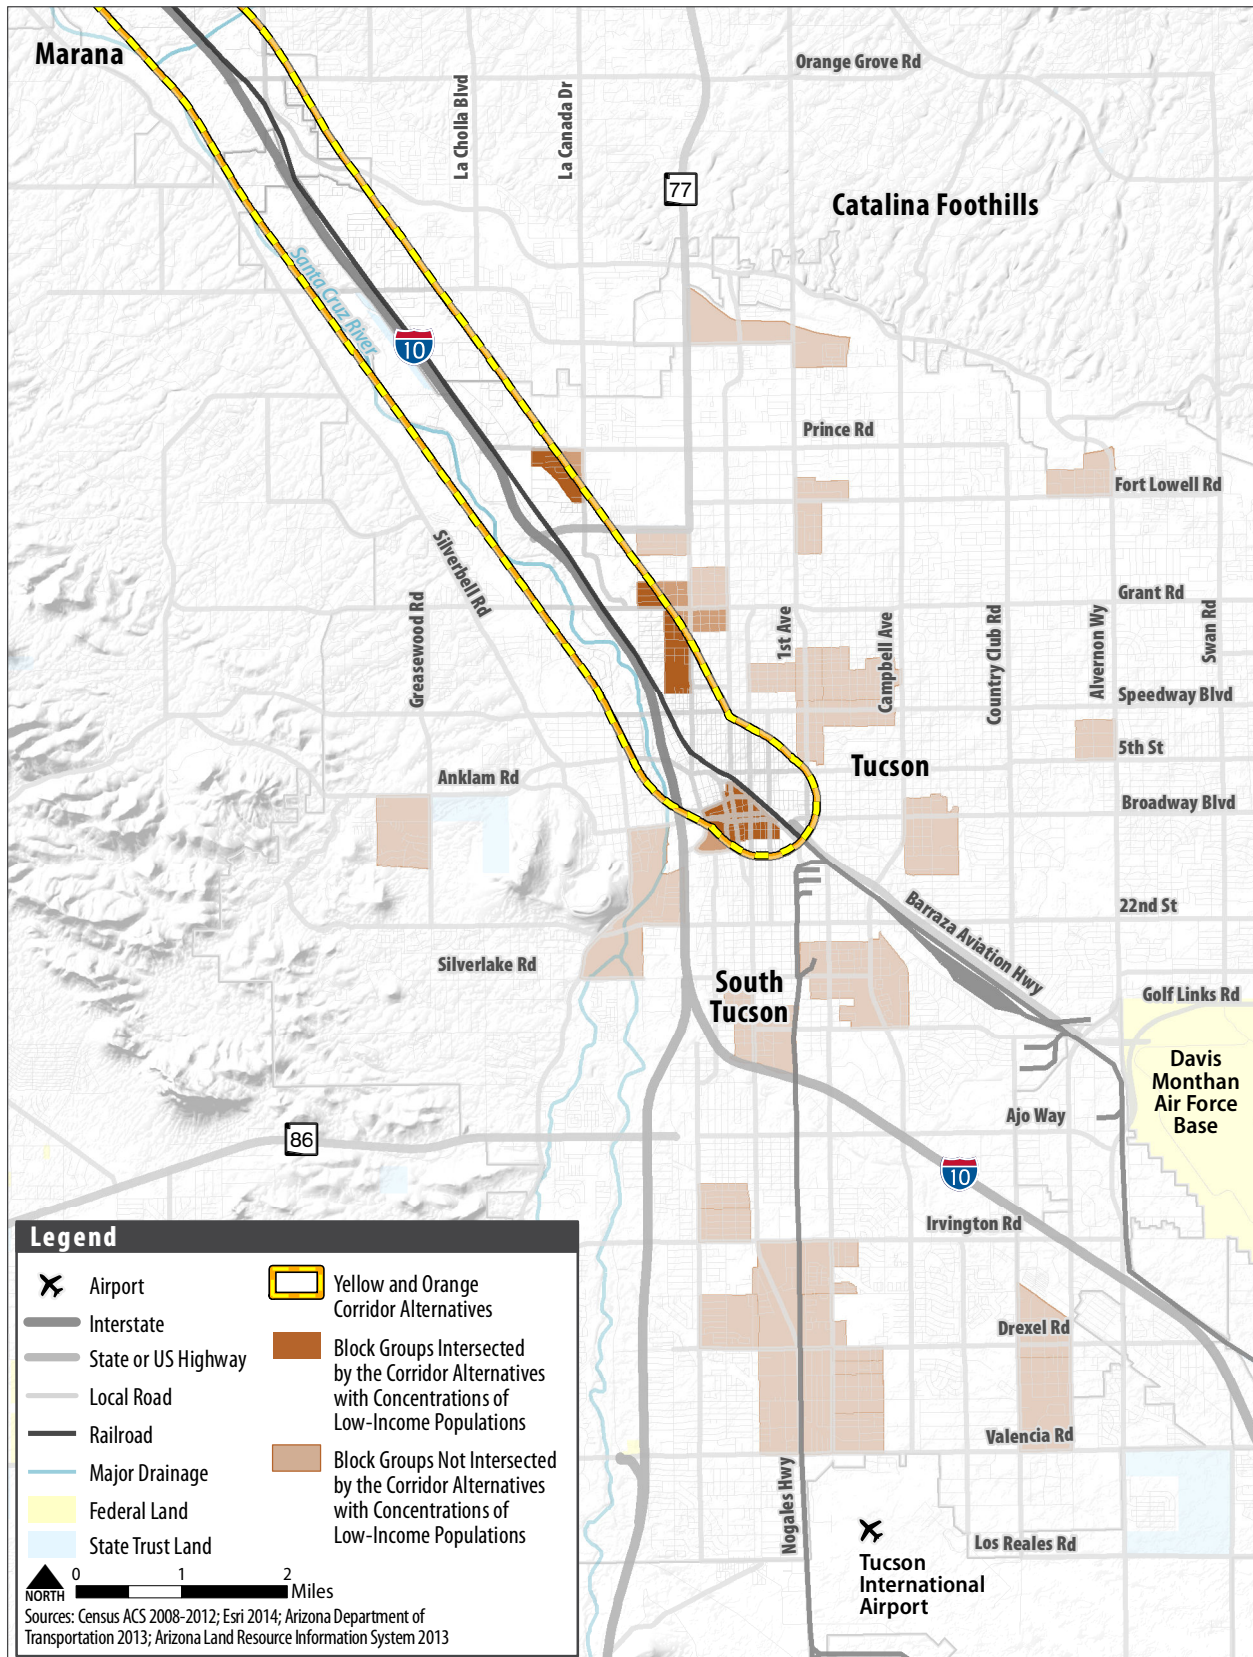 Marana
Orange Grove Rd
La Cholla Blvd
La Canada Dr
77
Catalina Foothills
Santa Cruz River
10
Prince Rd
Fort Lowell Rd
Silverbell Rd
Greasewood Rd
Grant Rd
1st Ave
Campbell Ave
Country Club Rd
Alvernon Wy
Swan Rd
Speedway Blvd
5th St
Tucson
Anklam Rd
Broadway Blvd
22nd St
Barraza Aviation Hwy
Silverlake Rd
South
Tucson
Golf Links Rd
Davis
Monthan
Air Force
Base
Ajo Way
86
10
Irvington Rd
Drexel Rd
Valencia Rd
Nogales Hwy
Los Reales Rd
Tucson
International
Airport
Legend
Airport
Interstate
State or US Highway
Local Road
Railroad
Major Drainage
Federal Land
State Trust Land
Yellow and Orange
Corridor Alternatives
Block Groups Intersected
by the Corridor Alternatives
with Concentrations of
Low-Income Populations
Block Groups Not Intersected
by the Corridor Alternatives
with Concentrations of
Low-Income Populations
NORTH
0 1 2
Miles
Sources: Census ACS 2008-2012; Esri 2014; Arizona Department of
Transportation 2013; Arizona Land Resource Information System 2013